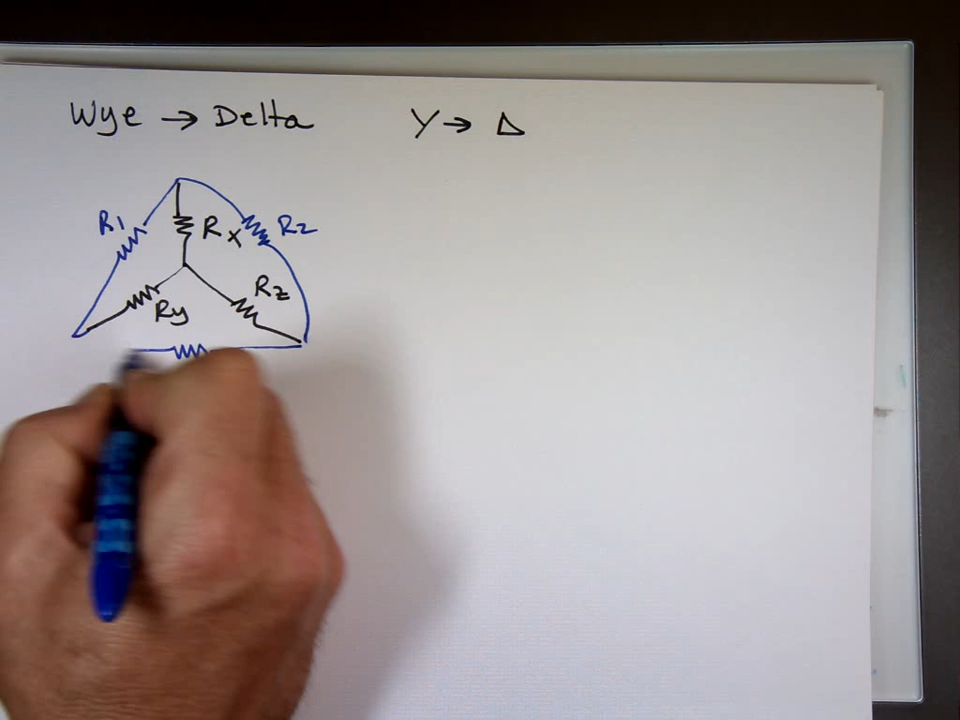 Wye → Delta Y → Δ
R1 Rx R2
Ry Rz